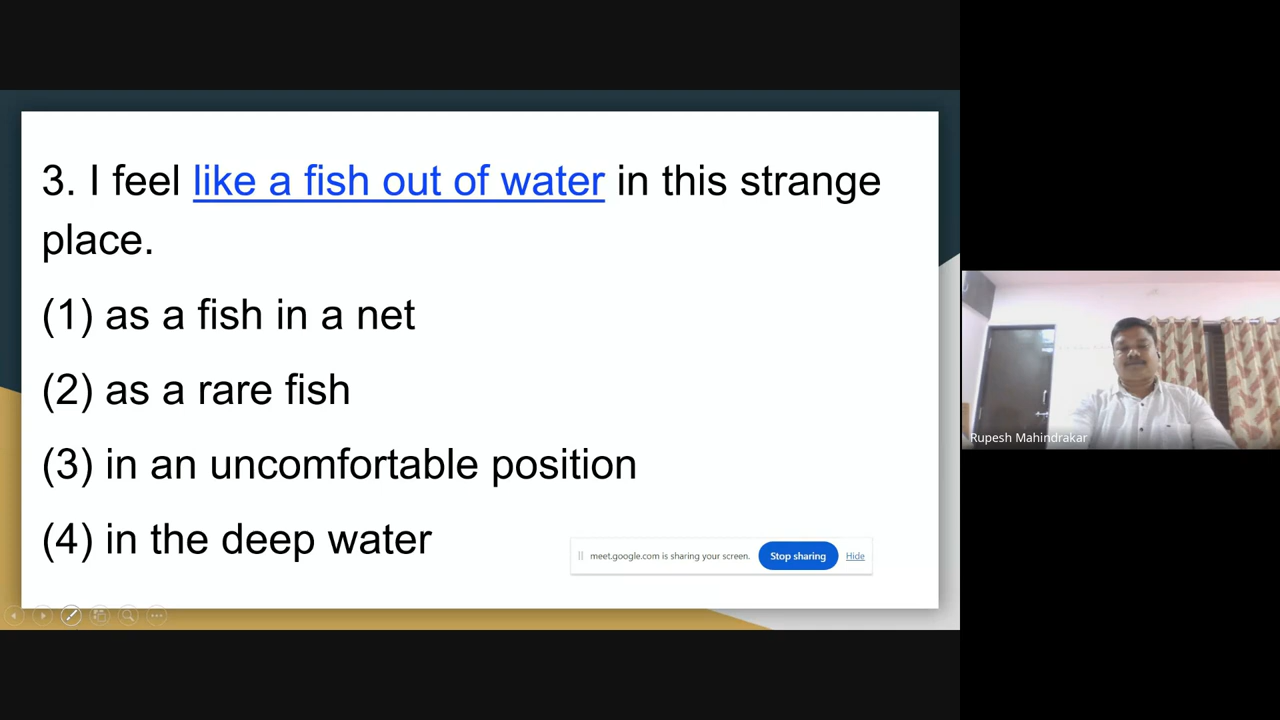 3. I feel like a fish out of water in this strange
place.
(1) as a fish in a net
(2) as a rare fish
(3) in an uncomfortable position
(4) in the deep water
meet.google.com is sharing your screen.
Stop sharing
Hide
Rupesh Mahindrakar